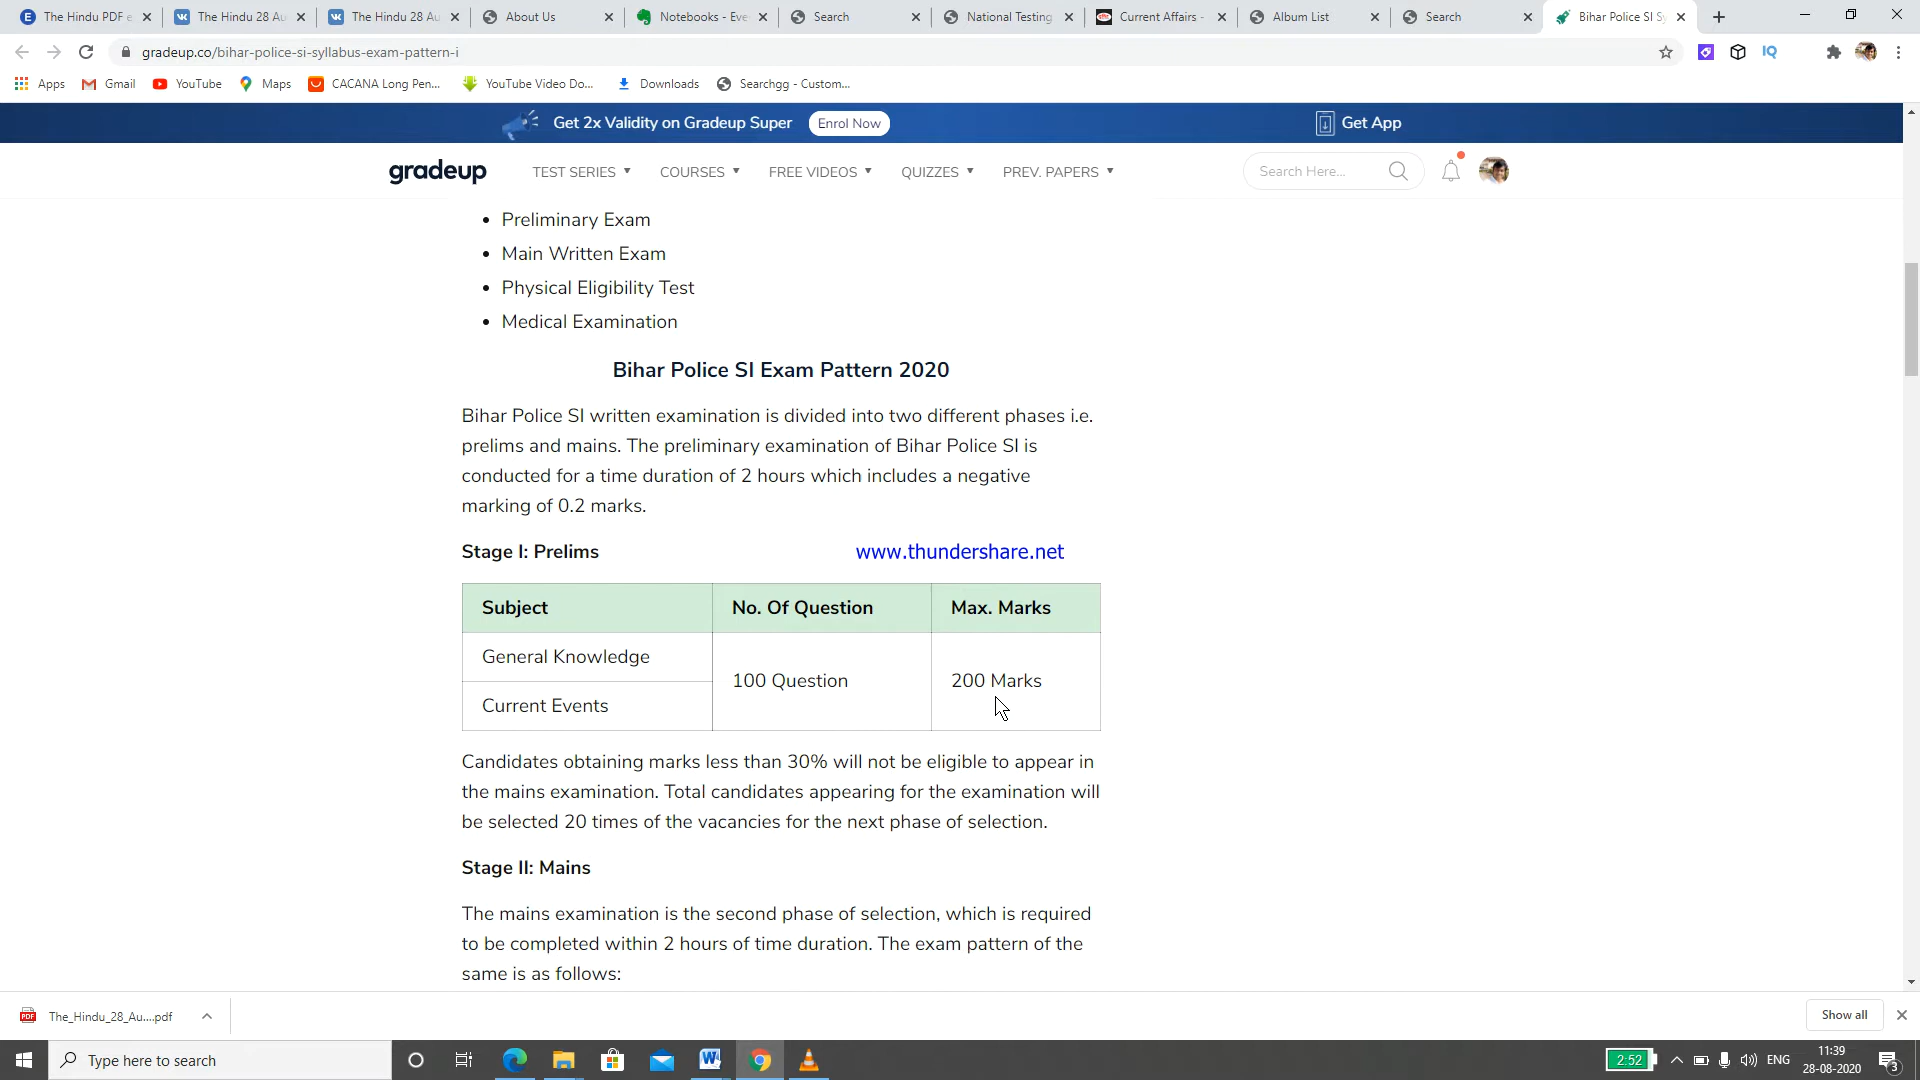 The Hindu PDF e
The Hindu 28 Au
The Hindu 28 Au
About Us
Notebooks - Eve
Search
National Testing
Current Affairs -
Album List
Search
Bihar Police SI Sy
gradeup.co/bihar-police-si-syllabus-exam-pattern-i
IQ
Apps
Gmail
YouTube
Maps
CACANA Long Pen...
YouTube Video Do...
Downloads
Searchgg - Custom...
Get 2x Validity on Gradeup Super
Enrol Now
Get App
gradeup
TEST SERIES
COURSES
FREE VIDEOS
QUIZZES
PREV. PAPERS
Search Here...
• Preliminary Exam
• Main Written Exam
• Physical Eligibility Test
• Medical Examination
Bihar Police SI Exam Pattern 2020
Bihar Police SI written examination is divided into two different phases i.e.
prelims and mains. The preliminary examination of Bihar Police SI is
conducted for a time duration of 2 hours which includes a negative
marking of 0.2 marks.
Stage I: Prelims
www.thundershare.net
Subject
No. Of Question
Max. Marks
General Knowledge
100 Question
200 Marks
Current Events
Candidates obtaining marks less than 30% will not be eligible to appear in
the mains examination. Total candidates appearing for the examination will
be selected 20 times of the vacancies for the next phase of selection.
Stage II: Mains
The mains examination is the second phase of selection, which is required
to be completed within 2 hours of time duration. The exam pattern of the
same is as follows:
PDF
The_Hindu_28_Au....pdf
Show all
Type here to search
2:52
ENG
11:39
28-08-2020
3